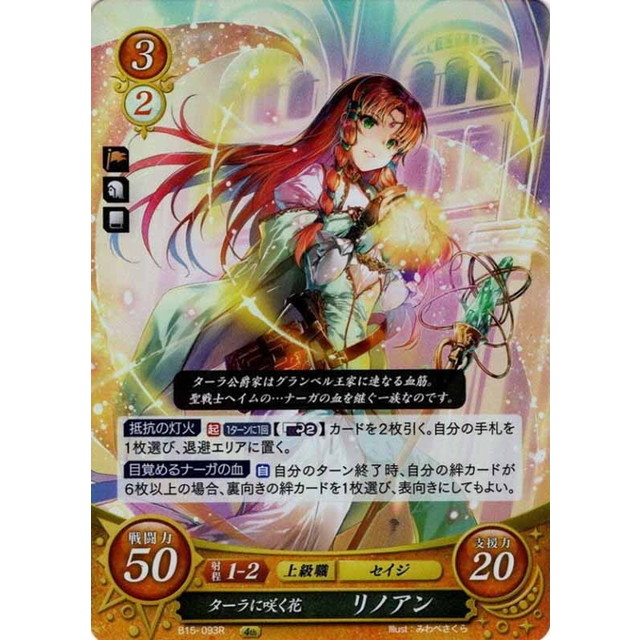 3
2
ターラ公爵家はグランベル王家に連なる血筋。
聖戦士ヘイムの…ナーガの血を継ぐ一族なのです。
抵抗の灯火 起 1ターンに1回 【2】カードを2枚引く。自分の手札を
1枚選び、退避エリアに置く。
目覚めるナーガの血 自 自分のターン終了時、自分の絆カードが
6枚以上の場合、裏向きの絆カードを1枚選び、表向きにしてもよい。
戦闘力
50
射程 1-2 上級職 セイジ
支援力
20
ターラに咲く花 リノアン
B15-093R 4th Illust：みわべさくら